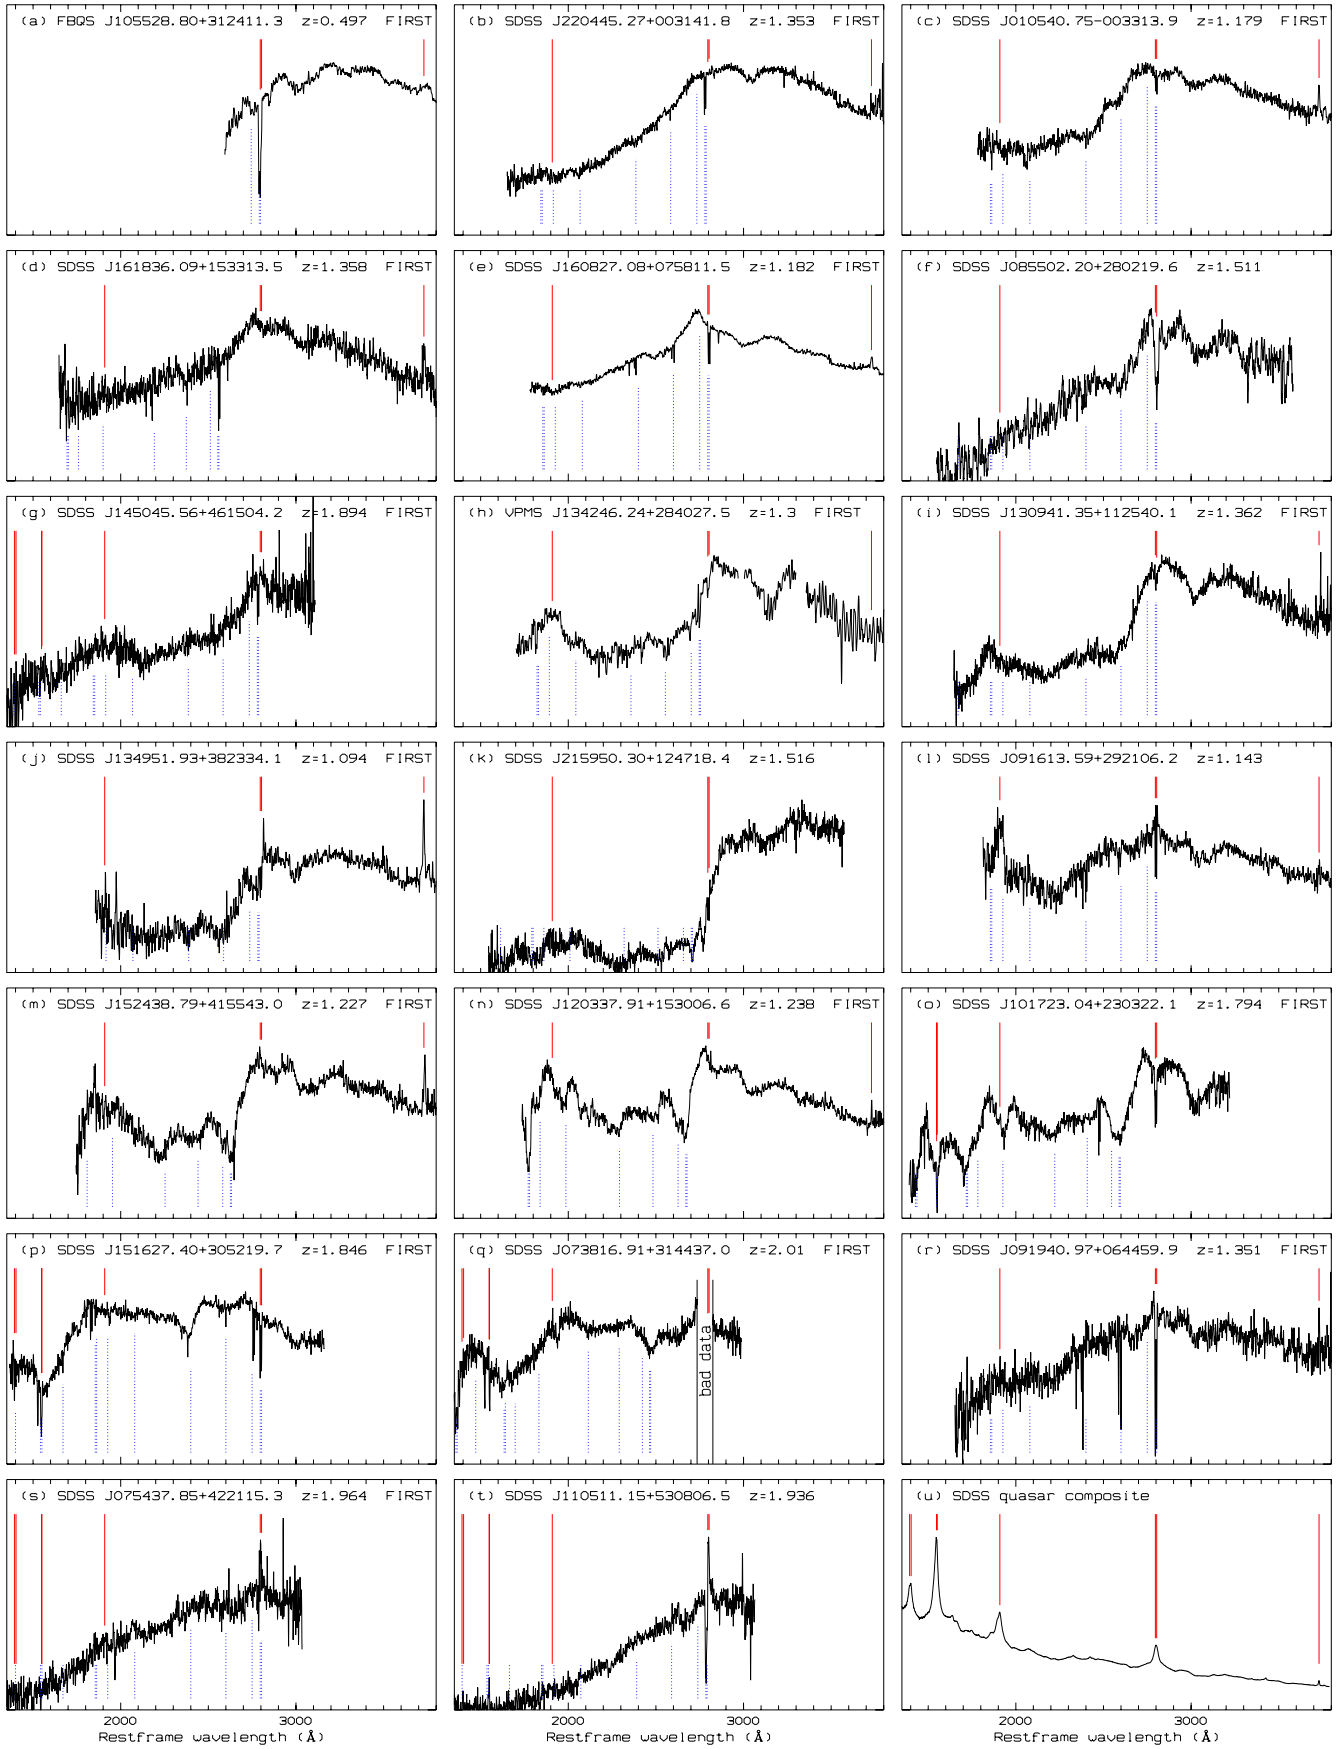 (a) FBQS J105528.80+312411.3 z=0.497 FIRST
(b) SDSS J220445.27+003141.8 z=1.353 FIRST
(c) SDSS J010540.75-003313.9 z=1.179 FIRST
(d) SDSS J161836.09+153313.5 z=1.358 FIRST
(e) SDSS J160827.08+075811.5 z=1.182 FIRST
(f) SDSS J085502.20+280219.6 z=1.511
(g) SDSS J145045.56+461504.2 z=1.894 FIRST
(h) VPMS J134246.24+284027.5 z=1.3 FIRST
(i) SDSS J130941.35+112540.1 z=1.362
(j) SDSS J134951.93+382334.1 z=1.094
(k) SDSS J215950.30+124718.4 z=1.516
(l) SDSS J091613.59+292106.2 z=1.143
(m) SDSS J152438.79+415543.0 z=1.227
(n) SDSS J120337.91+153006.6 z=1.238
(o) SDSS J101723.04+230322.1 z=1.794
(p) SDSS J151627.40+305219.7 z=1.846 FIRST
(q) SDSS J073816.91+314437.0 z=2.01 FIRST
bad data
(r) SDSS J091940.97+064459.9 z=1.351
(s) SDSS J075437.85+422115.3 z=1.964 FIRST
(t) SDSS J110511.15+530806.5 z=1.936
(u) SDSS quasar composite
2000 3000
Restframe wavelength (Å)
2000 3000
Restframe wavelength (Å)
2000 3000
Restframe wavelength (Å)